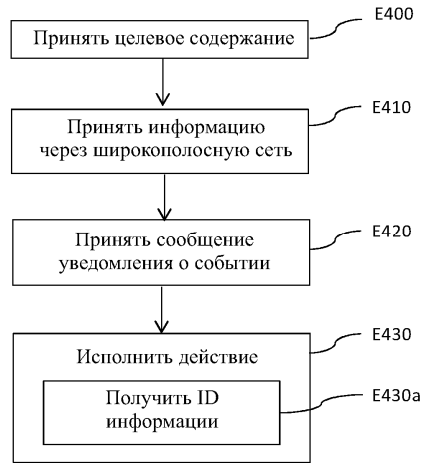 E400
Принять целевое содержание
E410
Принять информацию
через широкополосную сеть
E420
Принять сообщение
уведомления о событии
E430
Исполнить действие
E430a
Получить ID
информации